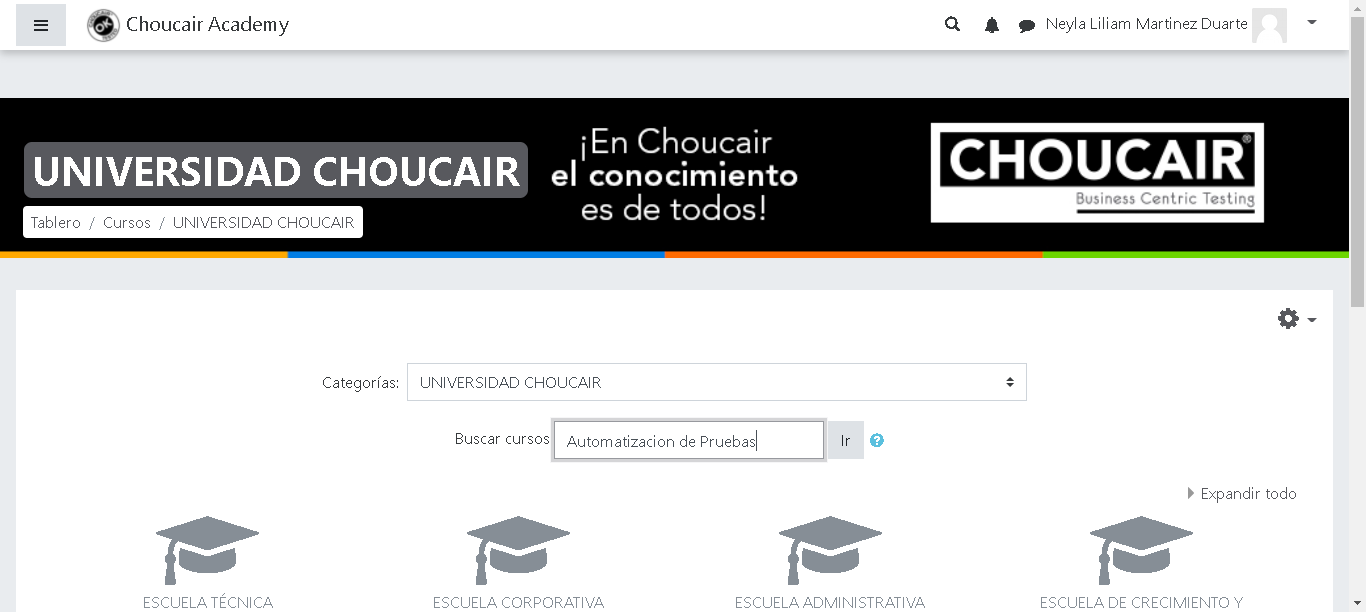 Choucair Academy
Neyla Liliam Martinez Duarte
UNIVERSIDAD CHOUCAIR
¡En Choucair
el conocimiento
es de todos!
CHOUCAIR®
Business Centric Testing
Tablero / Cursos / UNIVERSIDAD CHOUCAIR
Categorías: UNIVERSIDAD CHOUCAIR
Buscar cursos Automatizacion de Pruebas Ir
Expandir todo
ESCUELA TÉCNICA
ESCUELA CORPORATIVA
ESCUELA ADMINISTRATIVA
ESCUELA DE CRECIMIENTO Y